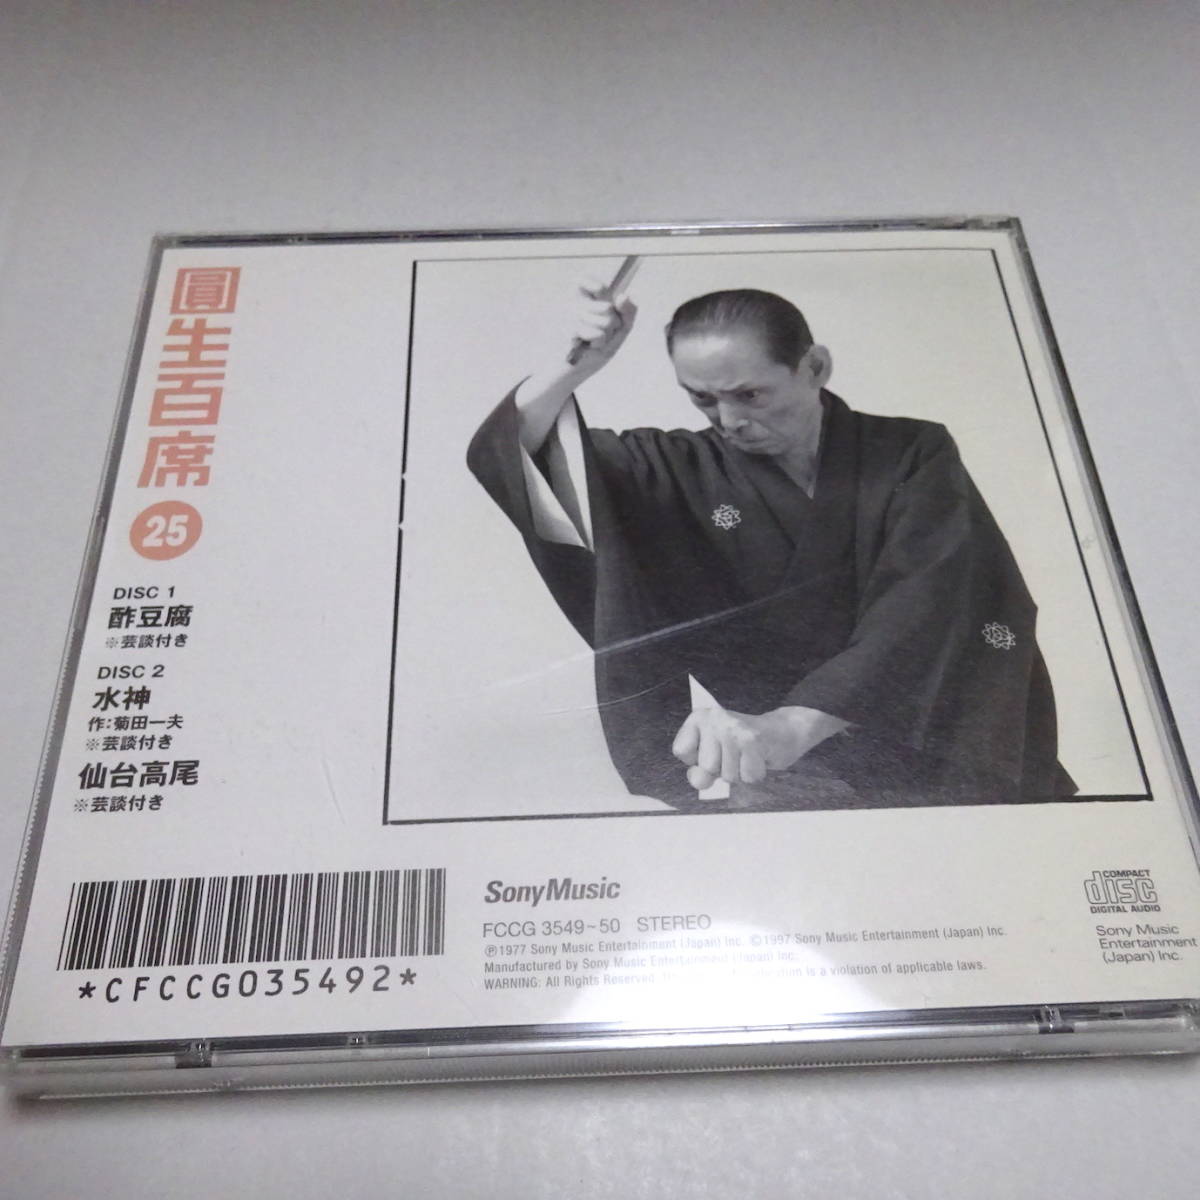 圓生百席
25
DISC 1
酢豆腐
※芸談付き
DISC 2
水神
作:菊田一夫
※芸談付き
仙台高尾
※芸談付き
*CFCCG035492*
Sony Music
FCCG 3549~50 STEREO
℗1977 Sony Music Entertainment (Japan) Inc. ©1997 Sony Music Entertainment (Japan) Inc.
Manufactured by Sony Music Entertainment (Japan) Inc.
WARNING: All Rights Reserved. is a violation of applicable laws.
COMPACT
disc
DIGITAL AUDIO
Sony Music
Entertainment
(Japan) Inc.